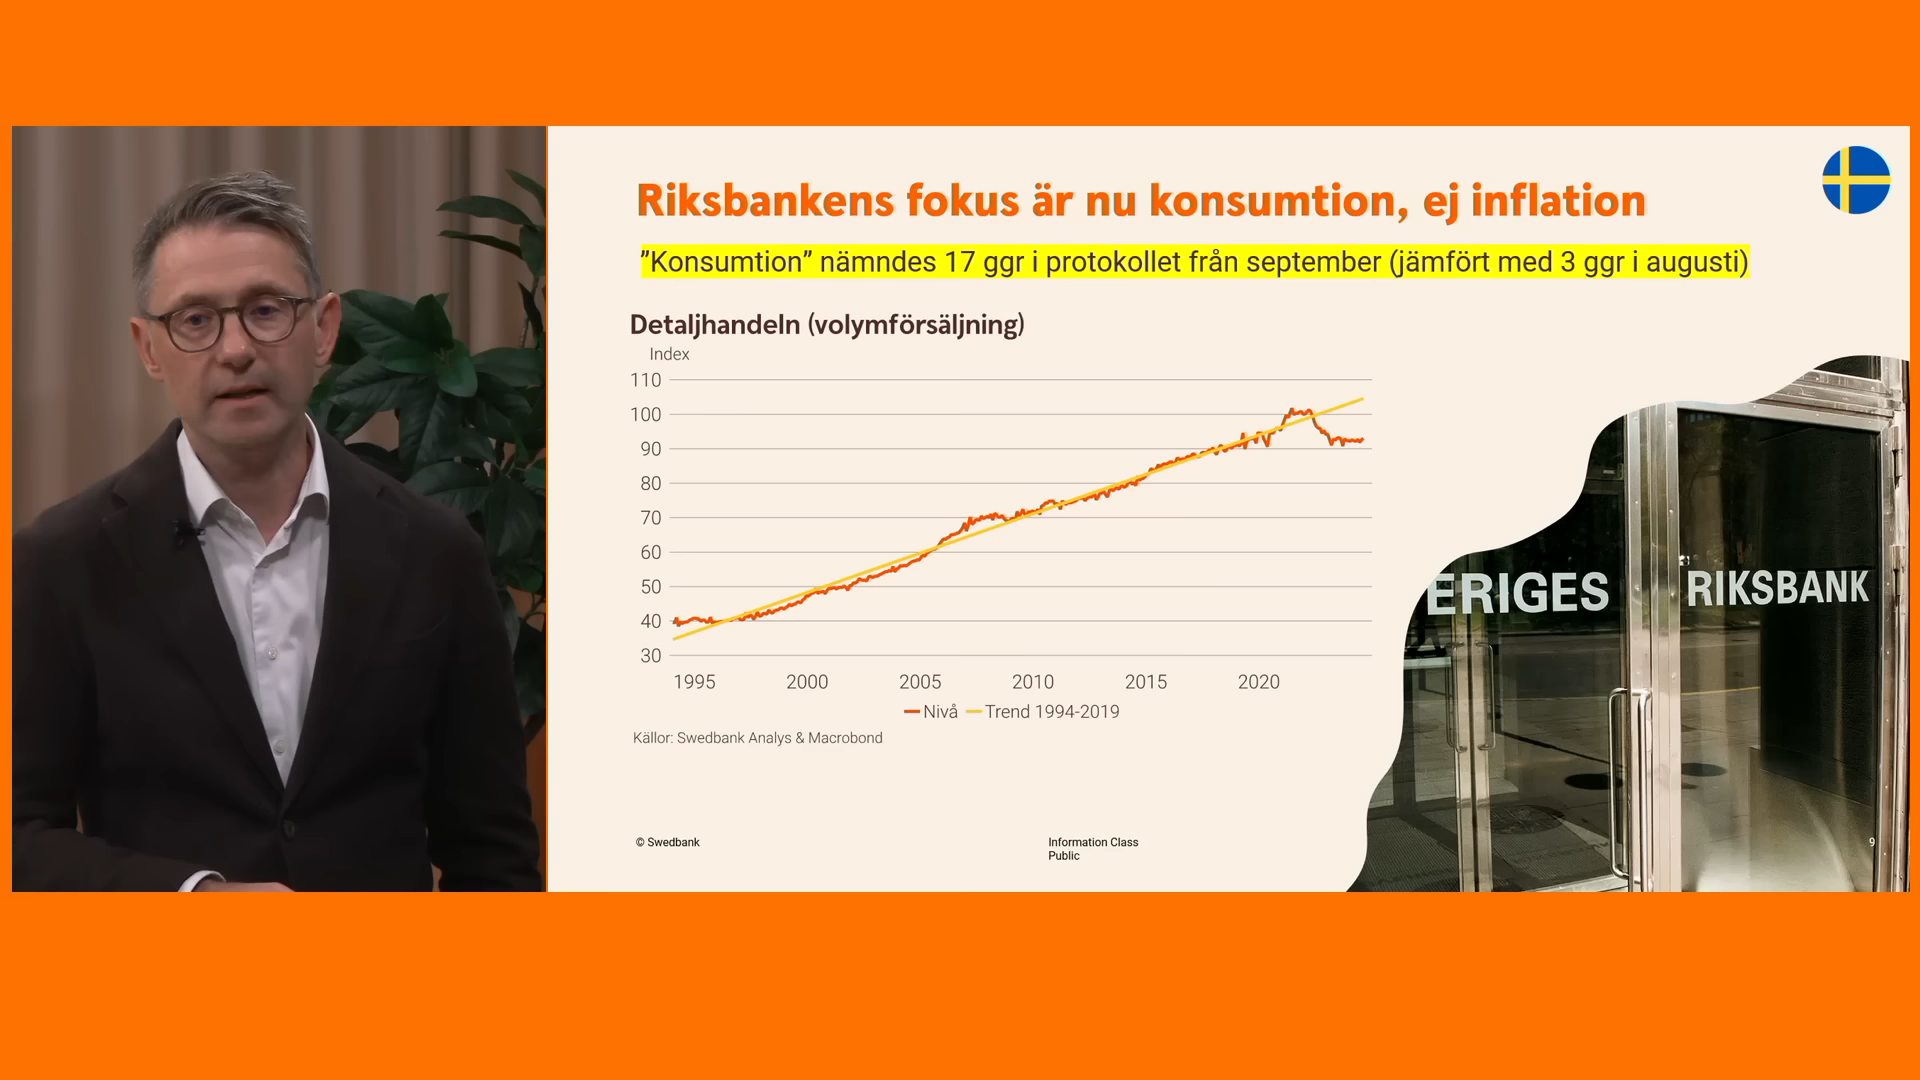 Riksbankens fokus är nu konsumtion, ej inflation
”Konsumtion” nämndes 17 ggr i protokollet från september (jämfört med 3 ggr i augusti)
Detaljhandeln (volymförsäljning)
Index
110
100
90
80
70
60
50
40
30
1995 2000 2005 2010 2015 2020
Nivå Trend 1994-2019
Källor: Swedbank Analys & Macrobond
ERIGES RIKSBANK
© Swedbank
Information Class
Public
9